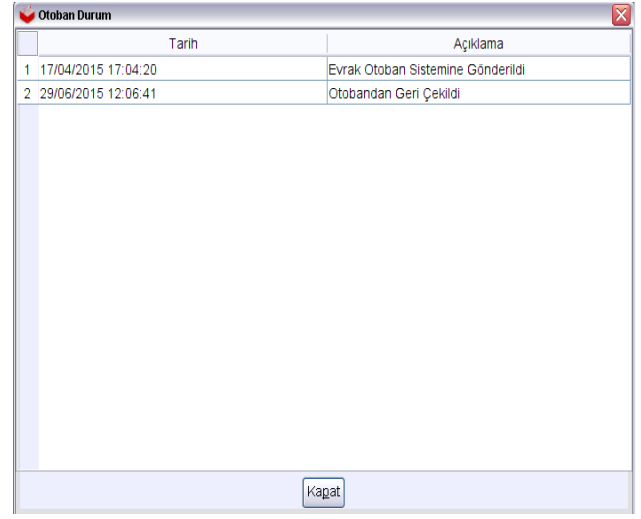 Otoban Durum
Tarih Açıklama
1 17/04/2015 17:04:20 Evrak Otoban Sistemine Gönderildi
2 29/06/2015 12:06:41 Otobandan Geri Çekildi
Kapat